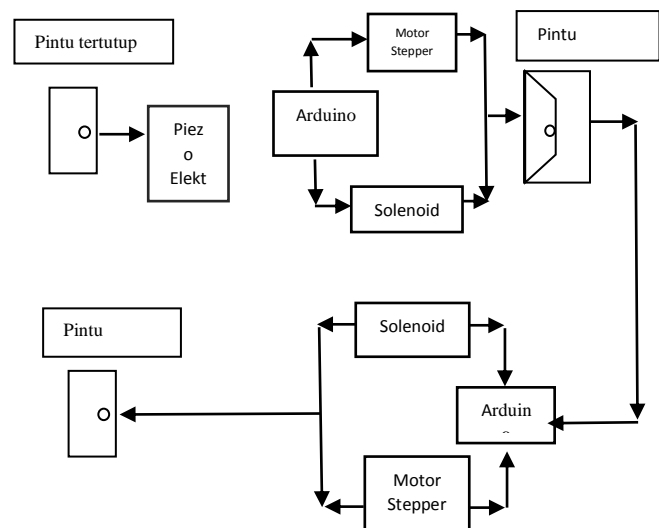 Pintu tertutup
Motor
Stepper
Pintu
Arduino
Piez
o
Elekt
Solenoid
Pintu
Solenoid
Arduin
Motor
Stepper